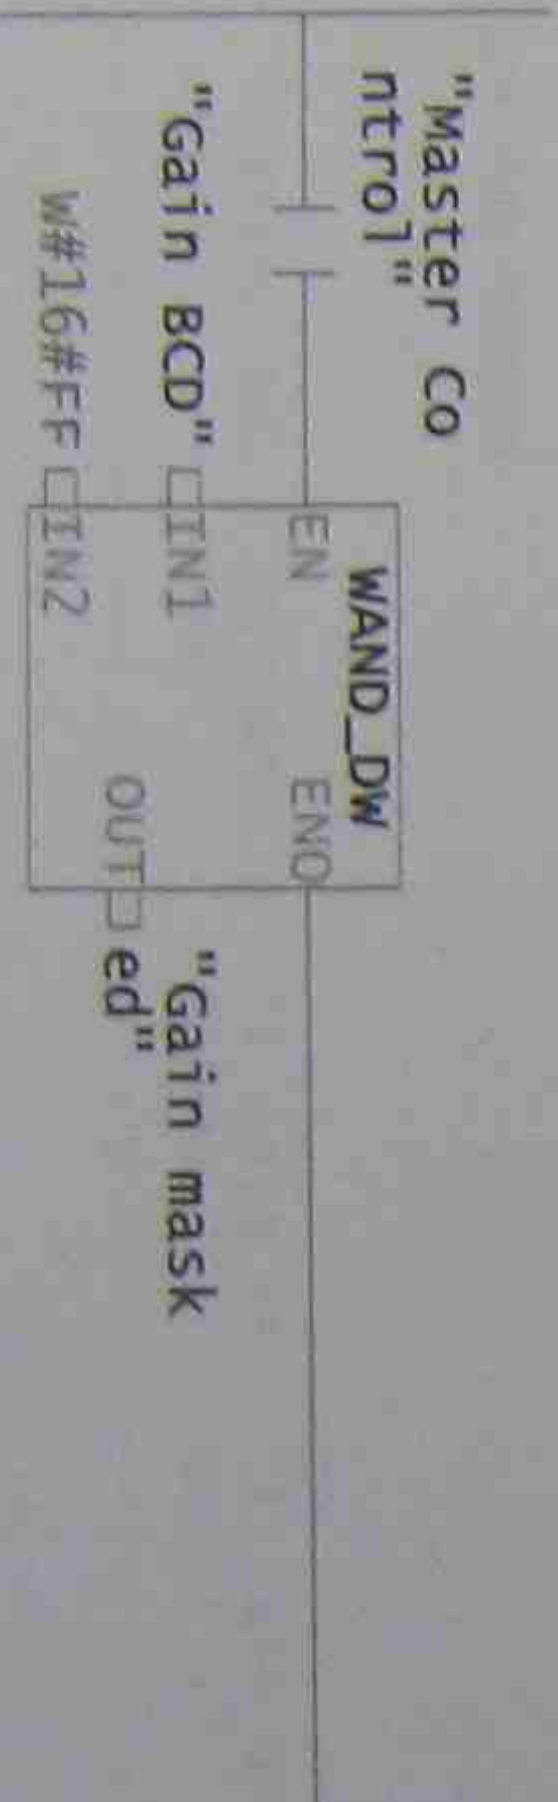 "Master Co
ntrol"
WAND_DW
EN
ENO
"Gain BCD"
IN1
"Gain mask
ed"
OUT
W#16#FF
IN2